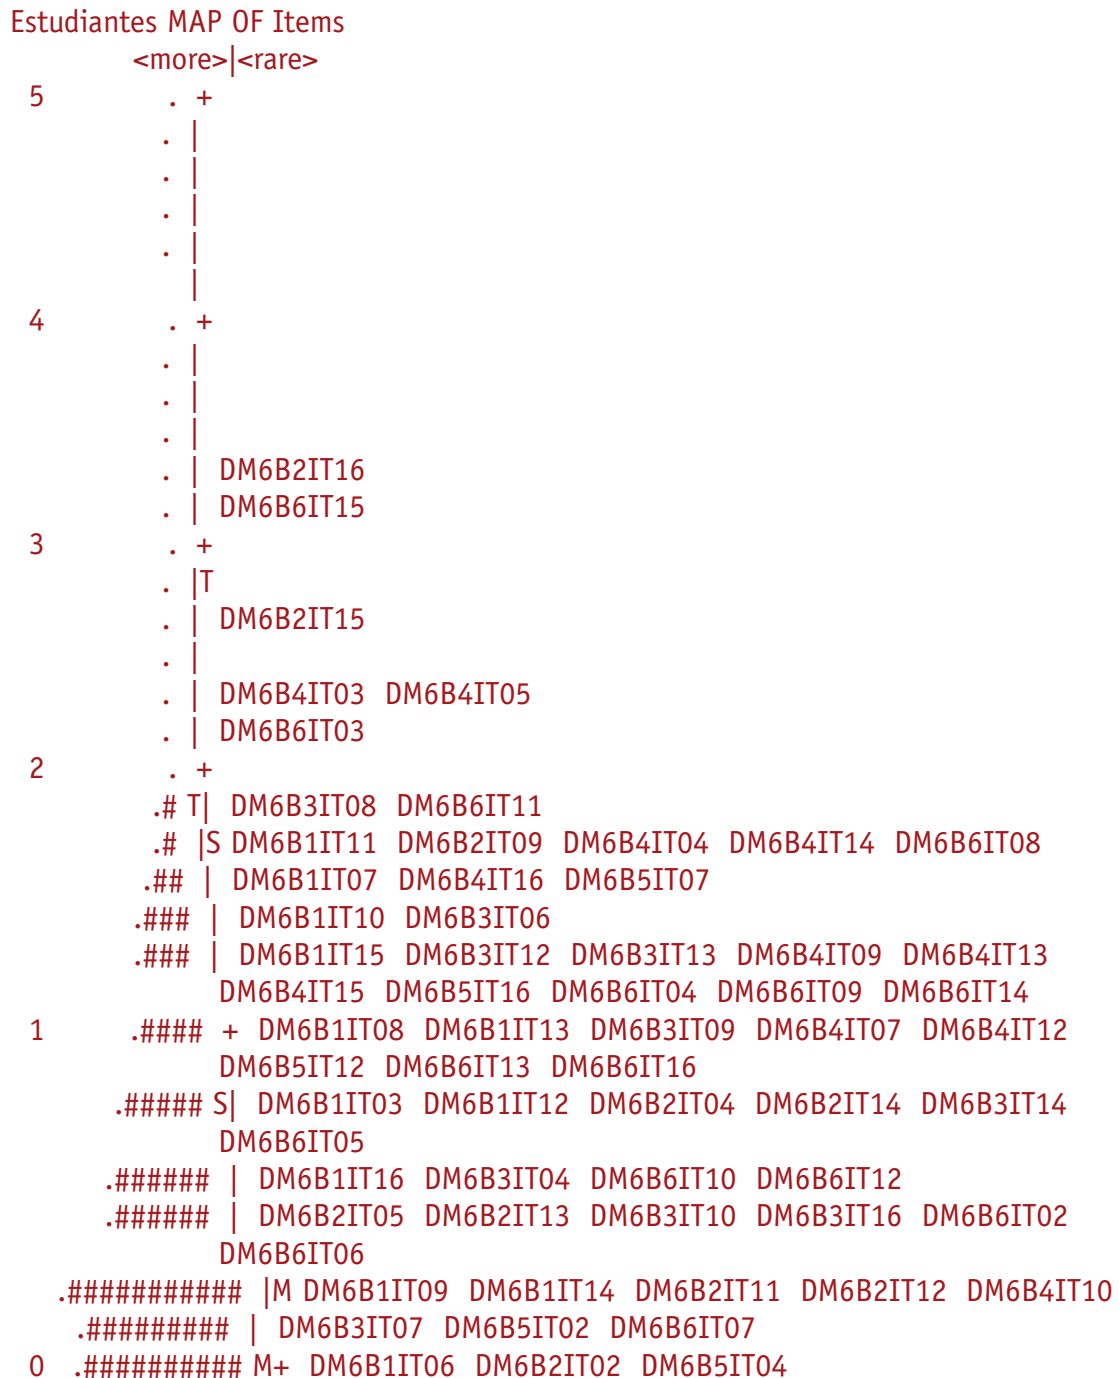 Estudiantes MAP OF Items
<more>|<rare>
5 . +
. |
. |
. |
. |
|
4 . +
. |
. |
. |
. | DM6B2IT16
. | DM6B6IT15
3 . +
. |T
. | DM6B2IT15
. |
. | DM6B4IT03 DM6B4IT05
. | DM6B6IT03
2 . +
.# T| DM6B3IT08 DM6B6IT11
.# |S DM6B1IT11 DM6B2IT09 DM6B4IT04 DM6B4IT14 DM6B6IT08
.## | DM6B1IT07 DM6B4IT16 DM6B5IT07
.### | DM6B1IT10 DM6B3IT06
.### | DM6B1IT15 DM6B3IT12 DM6B3IT13 DM6B4IT09 DM6B4IT13
DM6B4IT15 DM6B5IT16 DM6B6IT04 DM6B6IT09 DM6B6IT14
1 .#### + DM6B1IT08 DM6B1IT13 DM6B3IT09 DM6B4IT07 DM6B4IT12
DM6B5IT12 DM6B6IT13 DM6B6IT16
.##### S| DM6B1IT03 DM6B1IT12 DM6B2IT04 DM6B2IT14 DM6B3IT14
DM6B6IT05
.###### | DM6B1IT16 DM6B3IT04 DM6B6IT10 DM6B6IT12
.###### | DM6B2IT05 DM6B2IT13 DM6B3IT10 DM6B3IT16 DM6B6IT02
DM6B6IT06
.########### |M DM6B1IT09 DM6B1IT14 DM6B2IT11 DM6B2IT12 DM6B4IT10
.######### | DM6B3IT07 DM6B5IT02 DM6B6IT07
0 .########## M+ DM6B1IT06 DM6B2IT02 DM6B5IT04